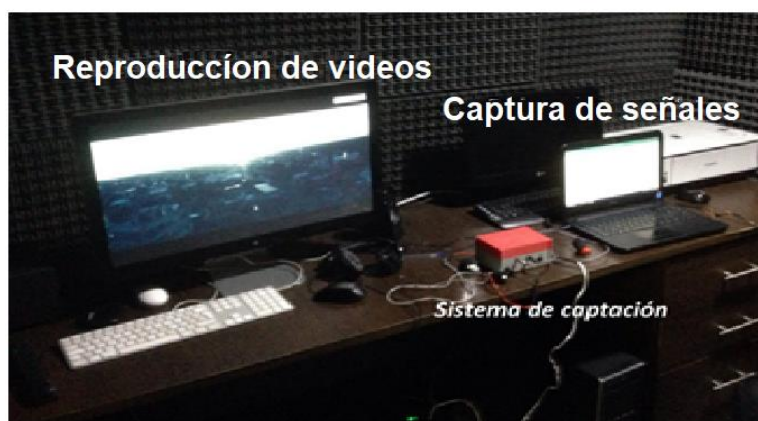 Reproduccíon de videos
Captura de señales
Sistema de captación